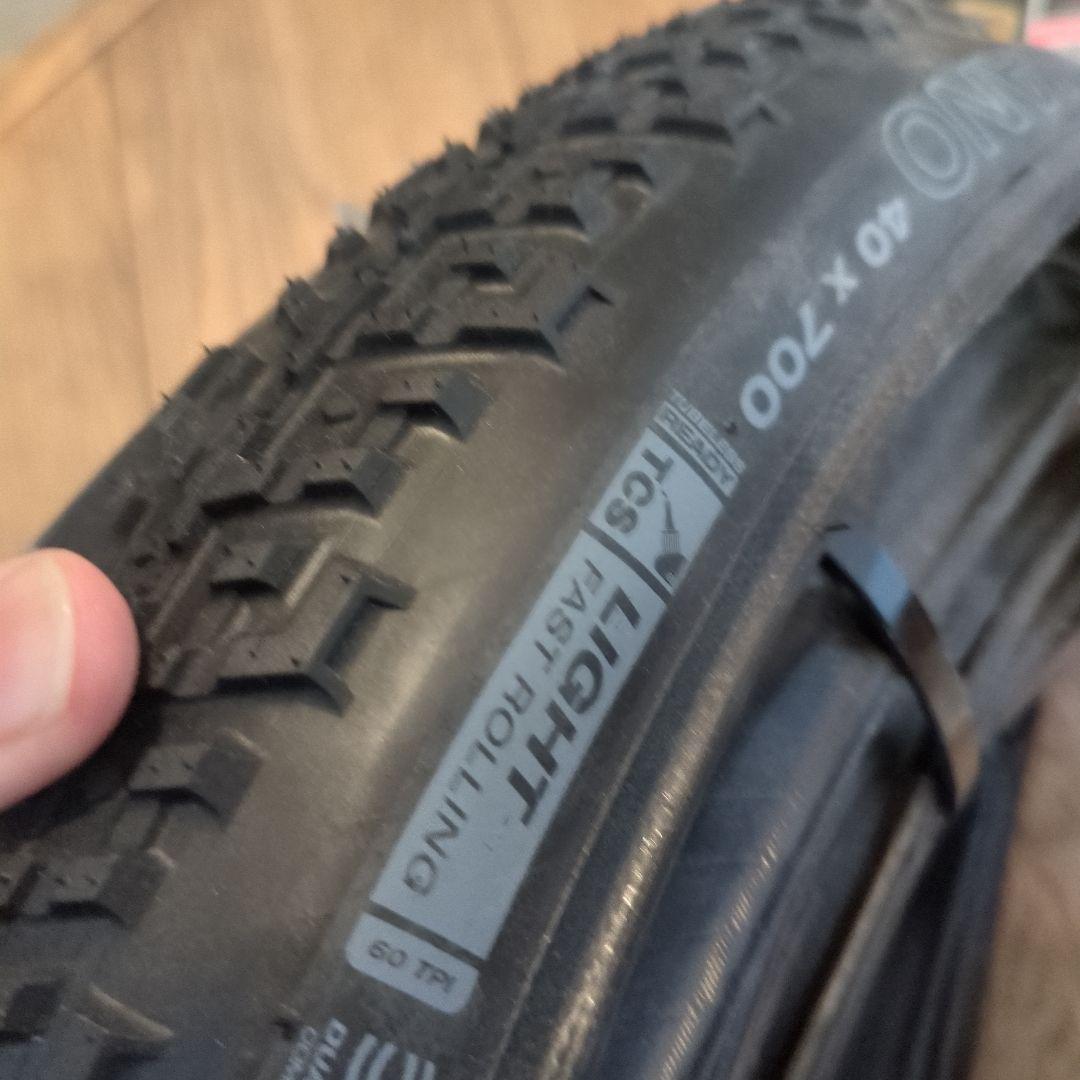 40 x 700
TUBELESS
READY
TCS
LIGHT
FAST ROLLING
60 TPI